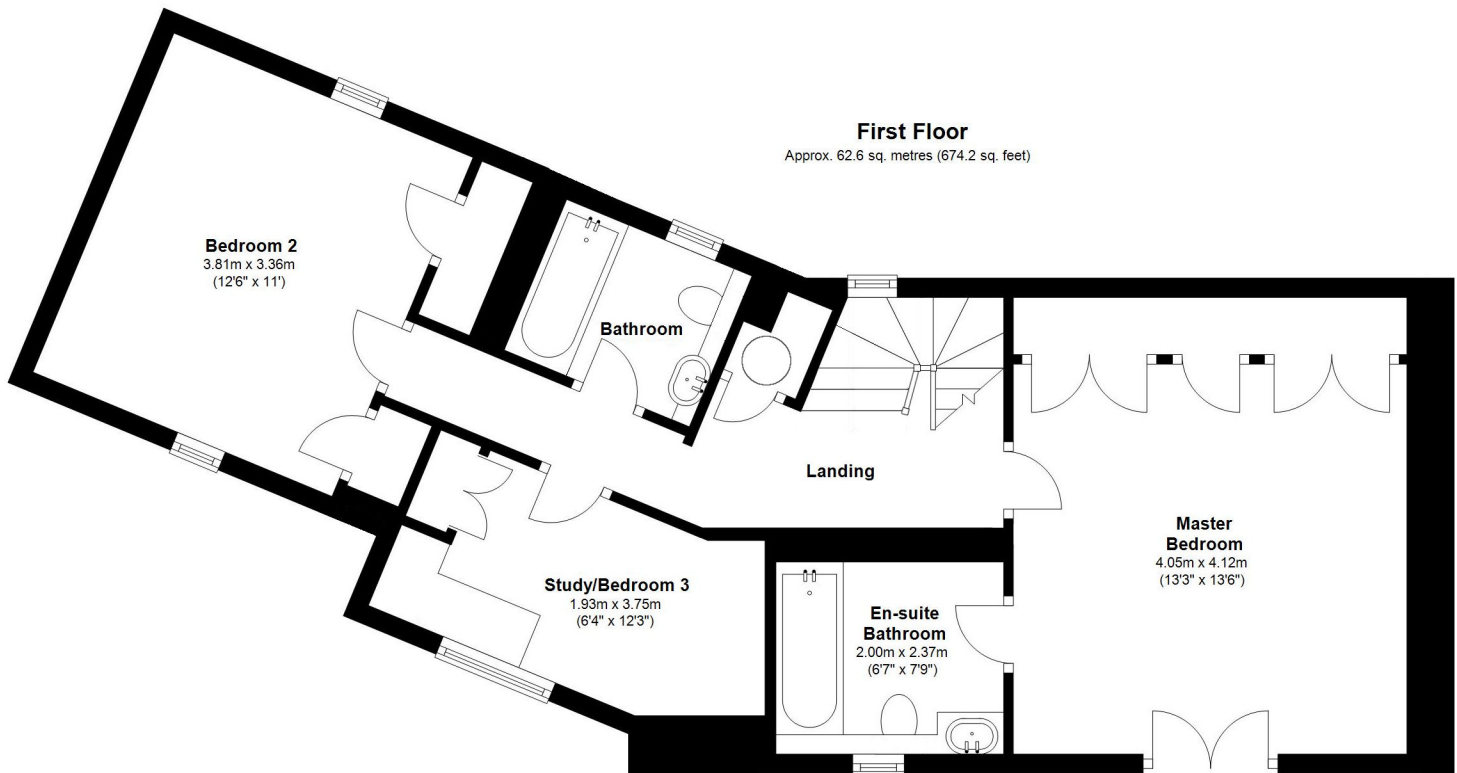 First Floor
Approx. 62.6 sq. metres (674.2 sq. feet)
Bedroom 2
3.81m x 3.36m
(12'6" x 11')
Bathroom
Landing
Master
Bedroom
4.05m x 4.12m
(13'3" x 13'6")
Study/Bedroom 3
1.93m x 3.75m
(6'4" x 12'3")
En-suite
Bathroom
2.00m x 2.37m
(6'7" x 7'9")